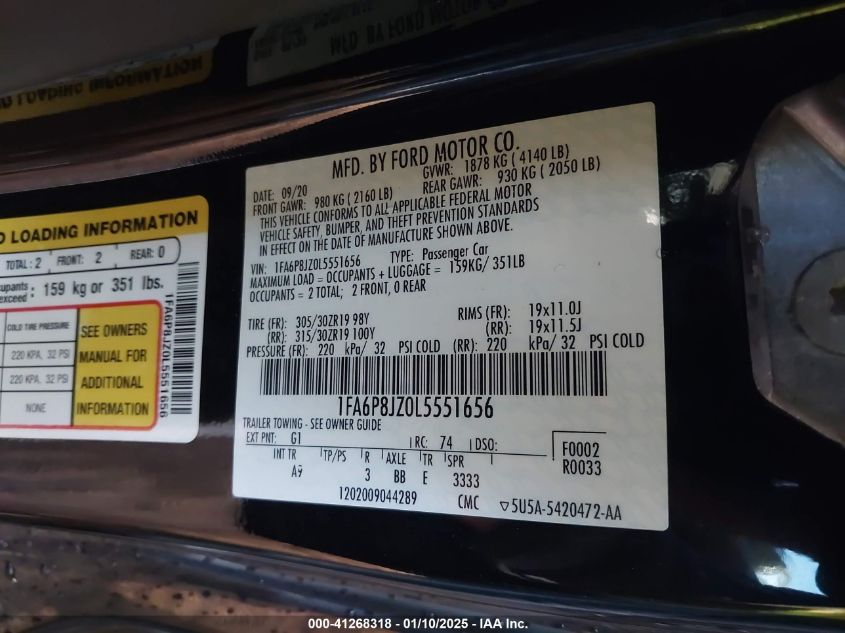 D LOADING INFORMATION
TOTAL: 2 FRONT: 2 REAR: 0
159 kg or 351 lbs.
COLD TIRE PRESSURE
220 KPA, 32 PSI
220 KPA, 32 PSI
NONE
SEE OWNERS
MANUAL FOR
ADDITIONAL
INFORMATION
1FA6P8JZ0L5551656
MFD. BY FORD MOTOR CO.
DATE: 09/20 GVWR: 1878 KG ( 4140 LB)
FRONT GAWR: 980 KG ( 2160 LB) REAR GAWR: 930 KG ( 2050 LB)
THIS VEHICLE CONFORMS TO ALL APPLICABLE FEDERAL MOTOR
VEHICLE SAFETY, BUMPER, AND THEFT PREVENTION STANDARDS
IN EFFECT ON THE DATE OF MANUFACTURE SHOWN ABOVE.
VIN: 1FA6P8JZ0L5551656 TYPE: Passenger Car
MAXIMUM LOAD = OCCUPANTS + LUGGAGE = 159KG/ 351LB
OCCUPANTS = 2 TOTAL; 2 FRONT, 0 REAR
TIRE (FR): 305/30ZR19 98Y RIMS (FR): 19x11.0J
(RR): 315/30ZR19 100Y (RR): 19x11.5J
PRESSURE (FR): 220 kPa/ 32 PSI COLD (RR): 220 kPa/ 32 PSI COLD
1FA6P8JZ0L5551656
TRAILER TOWING - SEE OWNER GUIDE
EXT PNT: G1 RC: 74 DSO: F0002
INT TR TP/PS R AXLE TR SPR R0033
A9 3 BB E 3333
1202009044289 CMC ▽5U5A-5420472-AA
000-41268318 - 01/10/2025 - IAA Inc.